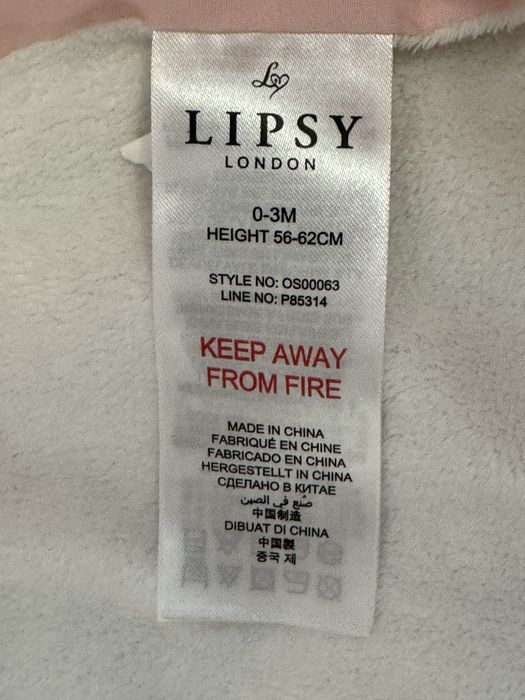 LIPSY
LONDON
0-3M
HEIGHT 56-62CM
STYLE NO: OS00063
LINE NO: P85314
KEEP AWAY
FROM FIRE
MADE IN CHINA
FABRIQUÉ EN CHINE
FABRICADO EN CHINA
HERGESTELLT IN CHINA
СДЕЛАНО В КИТАЕ
صنع في الصين
中国制造
DIBUAT DI CHINA
中国製
중국 제